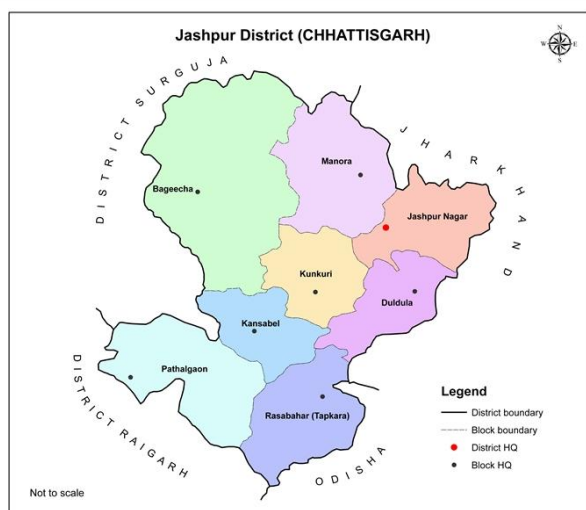 Jashpur District (CHHATTISGARH)
N
W E
S
DISTRICT SURGUJA
JHARKHAND
Manora
Bageecha
Jashpur Nagar
Kunkuri
Duldula
Kansabel
Pathalgaon
Rasabahar (Tapkara)
DISTRICT RAIGARH
ODISHA
Legend
District boundary
Block boundary
District HQ
Block HQ
Not to scale